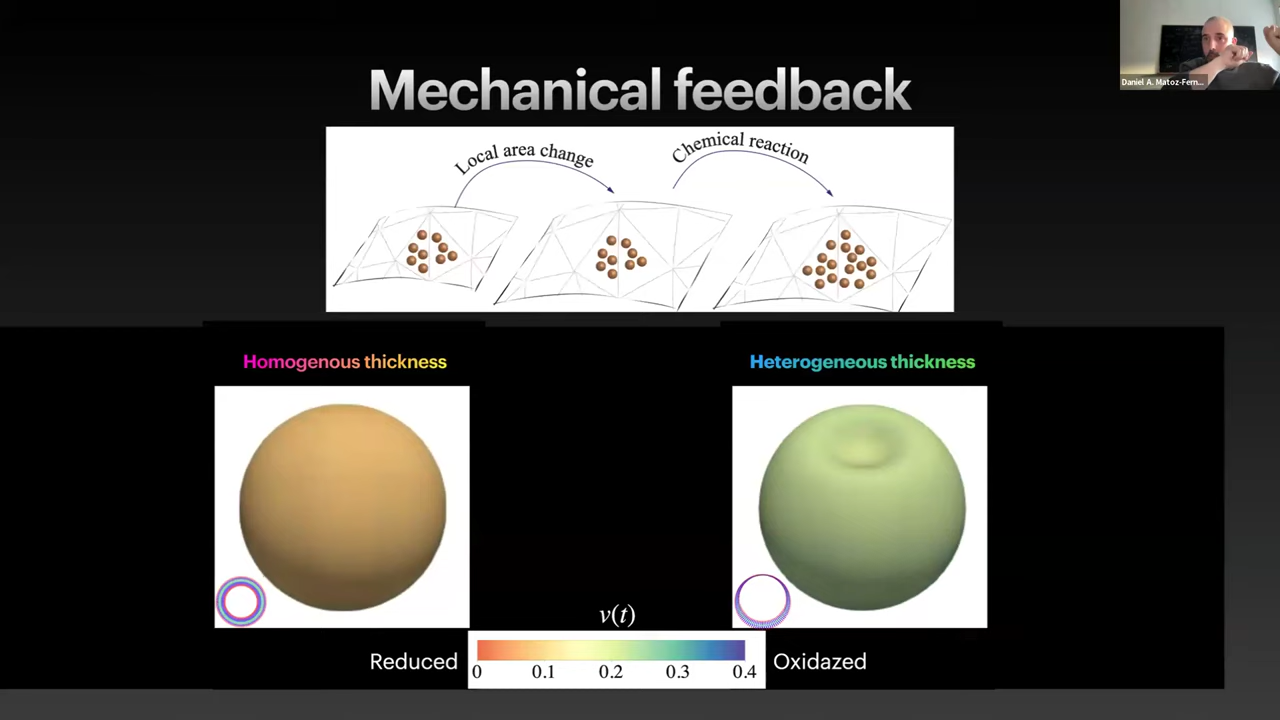 Daniel A. Matoz-Fern...
Mechanical feedback
Local area change
Chemical reaction
Homogenous thickness
Heterogeneous thickness
v(t)
Reduced
Oxidazed
0 0.1 0.2 0.3 0.4